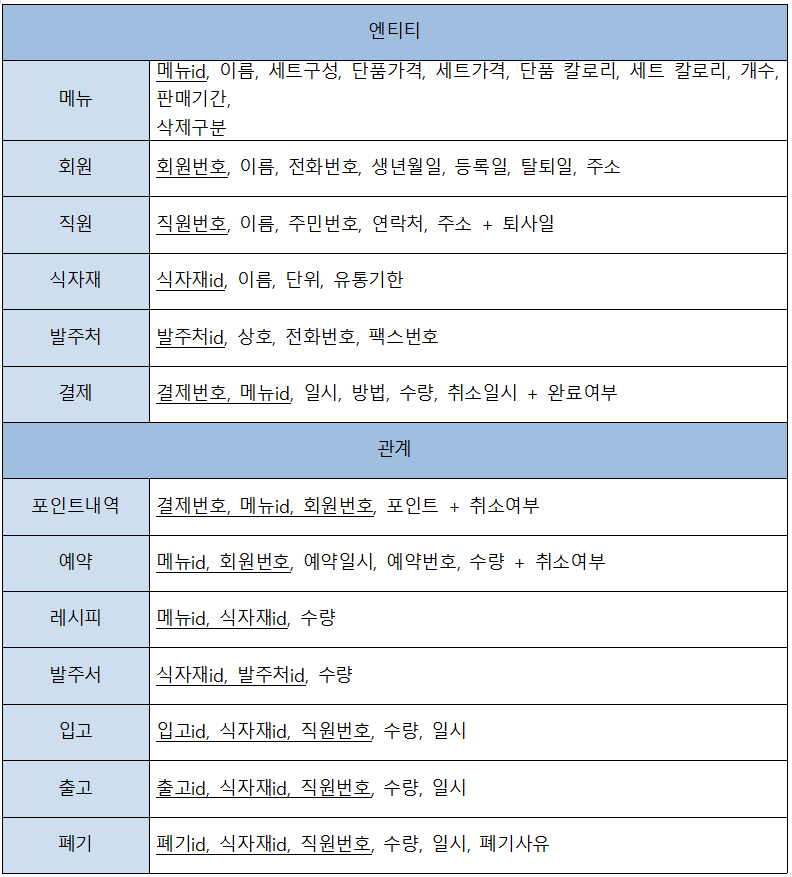 엔티티
메뉴
메뉴id, 이름, 세트구성, 단품가격, 세트가격, 단품 칼로리, 세트 칼로리, 개수,
판매기간,
삭제구분
회원
회원번호, 이름, 전화번호, 생년월일, 등록일, 탈퇴일, 주소
직원
직원번호, 이름, 주민번호, 연락처, 주소 + 퇴사일
식자재
식자재id, 이름, 단위, 유통기한
발주처
발주처id, 상호, 전화번호, 팩스번호
결제
결제번호, 메뉴id, 일시, 방법, 수량, 취소일시 + 완료여부
관계
포인트내역
결제번호, 메뉴id, 회원번호, 포인트 + 취소여부
예약
메뉴id, 회원번호, 예약일시, 예약번호, 수량 + 취소여부
레시피
메뉴id, 식자재id, 수량
발주서
식자재id, 발주처id, 수량
입고
입고id, 식자재id, 직원번호, 수량, 일시
출고
출고id, 식자재id, 직원번호, 수량, 일시
폐기
폐기id, 식자재id, 직원번호, 수량, 일시, 폐기사유